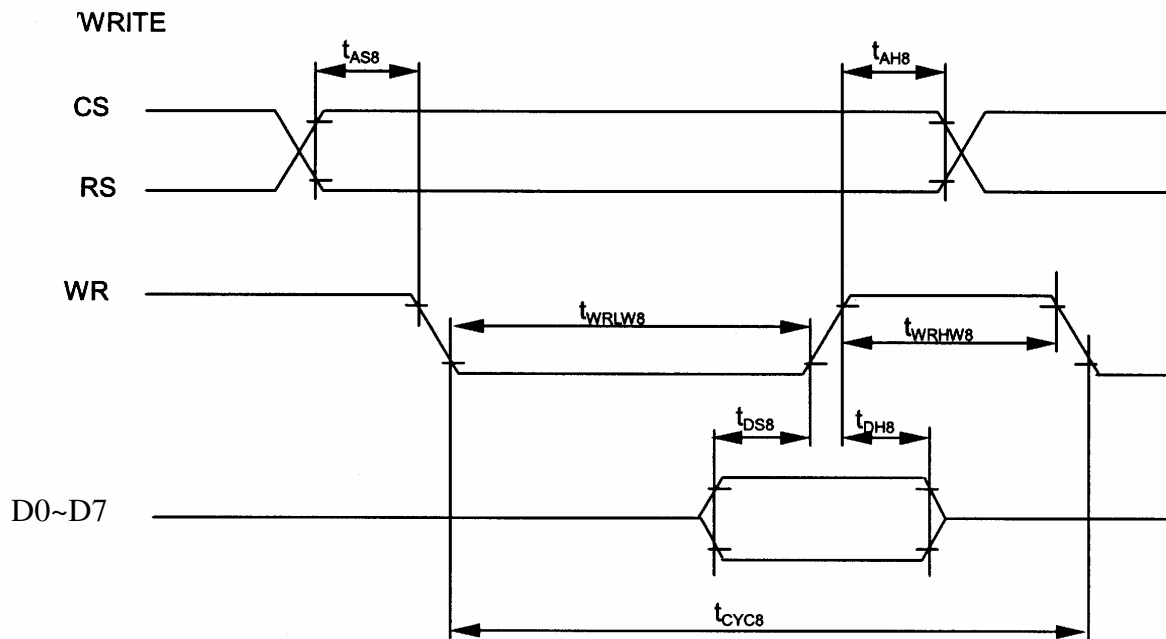 WRITE
tAS8
tAH8
CS
RS
WR
tWRLW8
tWRHW8
tDS8
tDH8
D0~D7
tCYC8